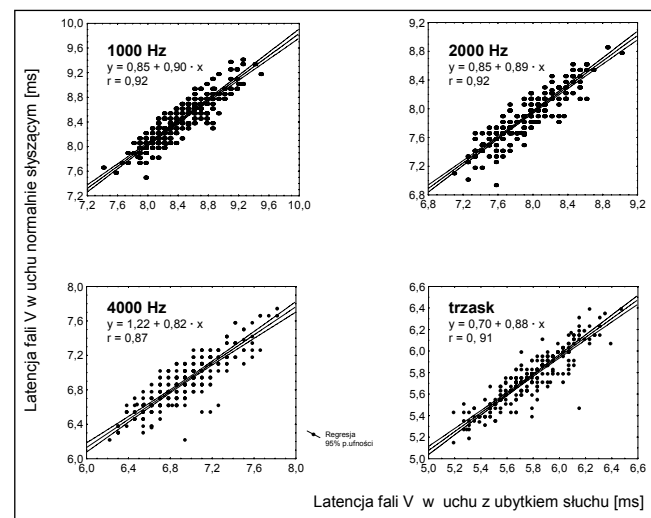 Latencja fali V w uchu normalnie słyszącym [ms]
1000 Hz
y = 0,85 + 0,90 · x
r = 0,92
10,0
9,6
9,2
8,8
8,4
8,0
7,6
7,2
7,2 7,6 8,0 8,4 8,8 9,2 9,6 10,0
2000 Hz
y = 0,85 + 0,89 · x
r = 0,92
9,2
8,8
8,4
8,0
7,6
7,2
6,8
6,8 7,2 7,6 8,0 8,4 8,8 9,2
4000 Hz
y = 1,22 + 0,82 · x
r = 0,87
8,0
7,6
7,2
6,8
6,4
6,0
6,0 6,4 6,8 7,2 7,6 8,0
Regresja
95% p.ufności
trzask
y = 0,70 + 0,88 · x
r = 0, 91
6,6
6,4
6,2
6,0
5,8
5,6
5,4
5,2
5,0
5,0 5,2 5,4 5,6 5,8 6,0 6,2 6,4 6,6
Latencja fali V w uchu z ubytkiem słuchu [ms]